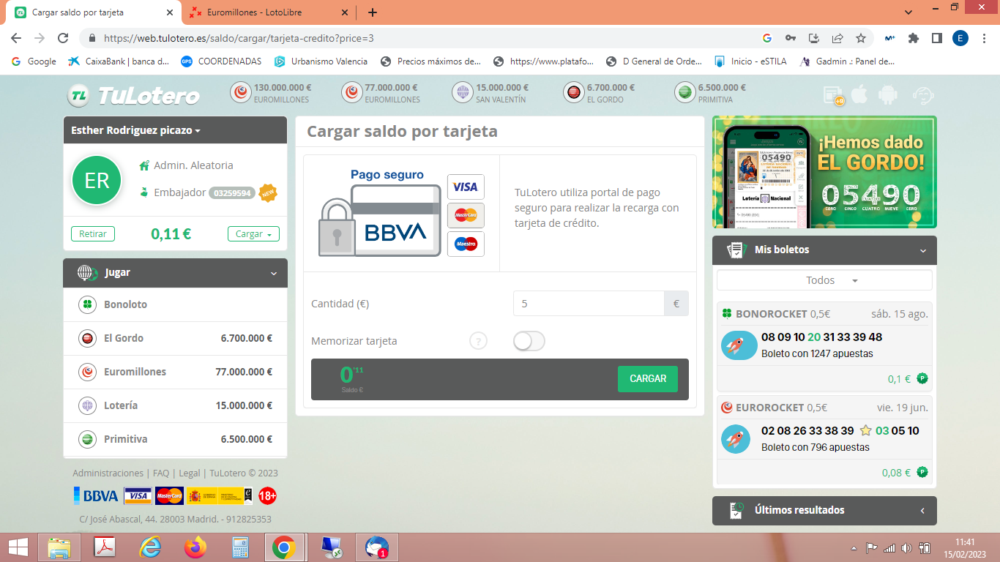 Cargar saldo por tarjeta
Euromillones - LotoLibre
https://web.tulotero.es/saldo/cargar/tarjeta-credito?price=3
E
Google
CaixaBank | banca d...
GPS
COORDENADAS
Urbanismo Valencia
Precios máximos de...
https://www.platafo...
D General de Orde...
Inicio - eSTILA
Gadmin .: Panel de...
TL TuLotero
130.000.000 €
EUROMILLONES
77.000.000 €
EUROMILLONES
15.000.000 €
SAN VALENTÍN
6.700.000 €
EL GORDO
6.500.000 €
PRIMITIVA
Esther Rodriguez picazo
ER
Admin. Aleatoria
Embajador 03259594 NEW
Retirar
0,11 €
Cargar
Jugar
Bonoloto
El Gordo 6.700.000 €
Euromillones 77.000.000 €
Lotería 15.000.000 €
Primitiva 6.500.000 €
Administraciones | FAQ | Legal | TuLotero © 2023
BBVA VISA MasterCard 18+
C/ José Abascal, 44. 28003 Madrid. - 912825353
Cargar saldo por tarjeta
Pago seguro
BBVA
VISA
MasterCard
Maestro
TuLotero utiliza portal de pago
seguro para realizar la recarga con
tarjeta de crédito.
Cantidad (€) 5 €
Memorizar tarjeta ?
0'11
Saldo €
CARGAR
¡Hemos dado
EL GORDO!
05490
CERO CINCO CUATRO NUEVE CERO
05490
Lotería Nacional
Mis boletos
Todos
BONOROCKET 0,5€ sáb. 15 ago.
08 09 10 20 31 33 39 48
Boleto con 1247 apuestas
0,1 € P
EUROROCKET 0,5€ vie. 19 jun.
02 08 26 33 38 39 03 05 10
Boleto con 796 apuestas
0,08 € P
Últimos resultados
1
11:41
15/02/2023